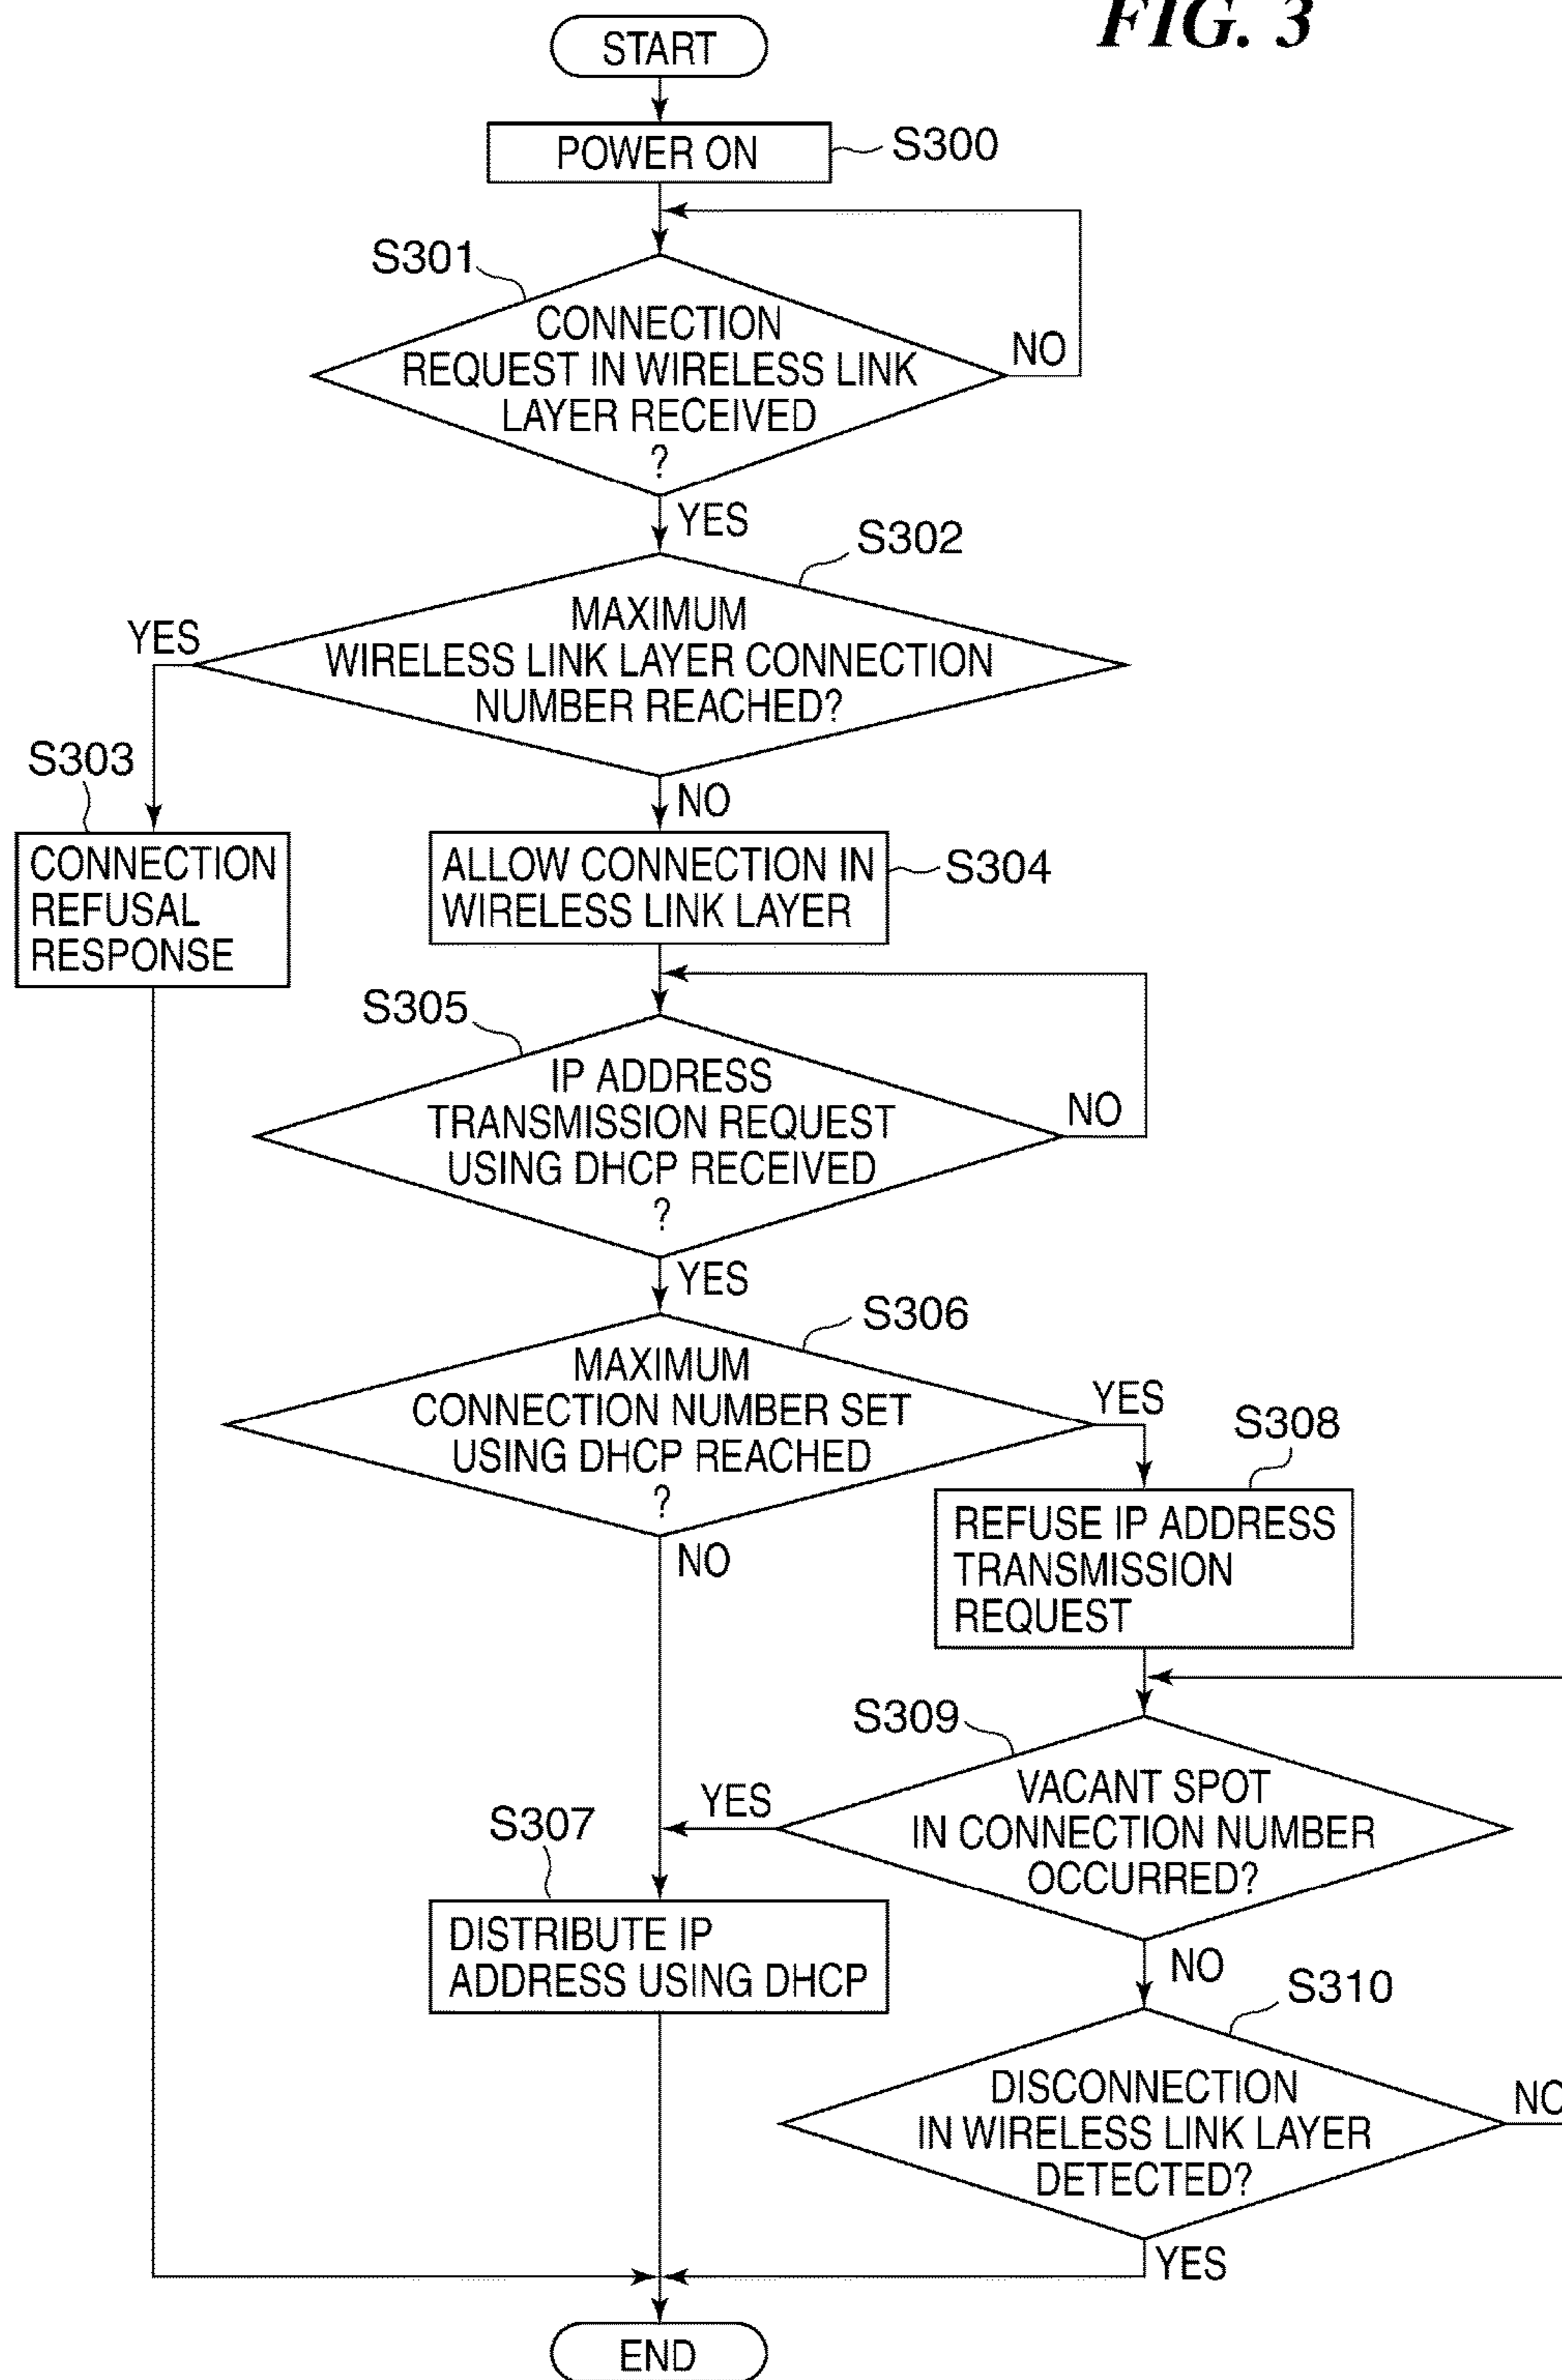 FIG. 3
START
POWER ON
S300
S301
CONNECTION
REQUEST IN WIRELESS LINK
LAYER RECEIVED
?
NO
YES
S302
MAXIMUM
WIRELESS LINK LAYER CONNECTION
NUMBER REACHED?
YES
NO
S303
CONNECTION
REFUSAL
RESPONSE
ALLOW CONNECTION IN
WIRELESS LINK LAYER
S304
S305
IP ADDRESS
TRANSMISSION REQUEST
USING DHCP RECEIVED
?
NO
YES
S306
MAXIMUM
CONNECTION NUMBER SET
USING DHCP REACHED
?
YES
NO
S308
REFUSE IP ADDRESS
TRANSMISSION
REQUEST
S309
VACANT SPOT
IN CONNECTION NUMBER
OCCURRED?
YES
NO
S307
DISTRIBUTE IP
ADDRESS USING DHCP
S310
DISCONNECTION
IN WIRELESS LINK LAYER
DETECTED?
NO
YES
END